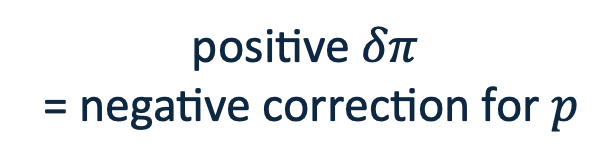 positive δπ
= negative correction for p